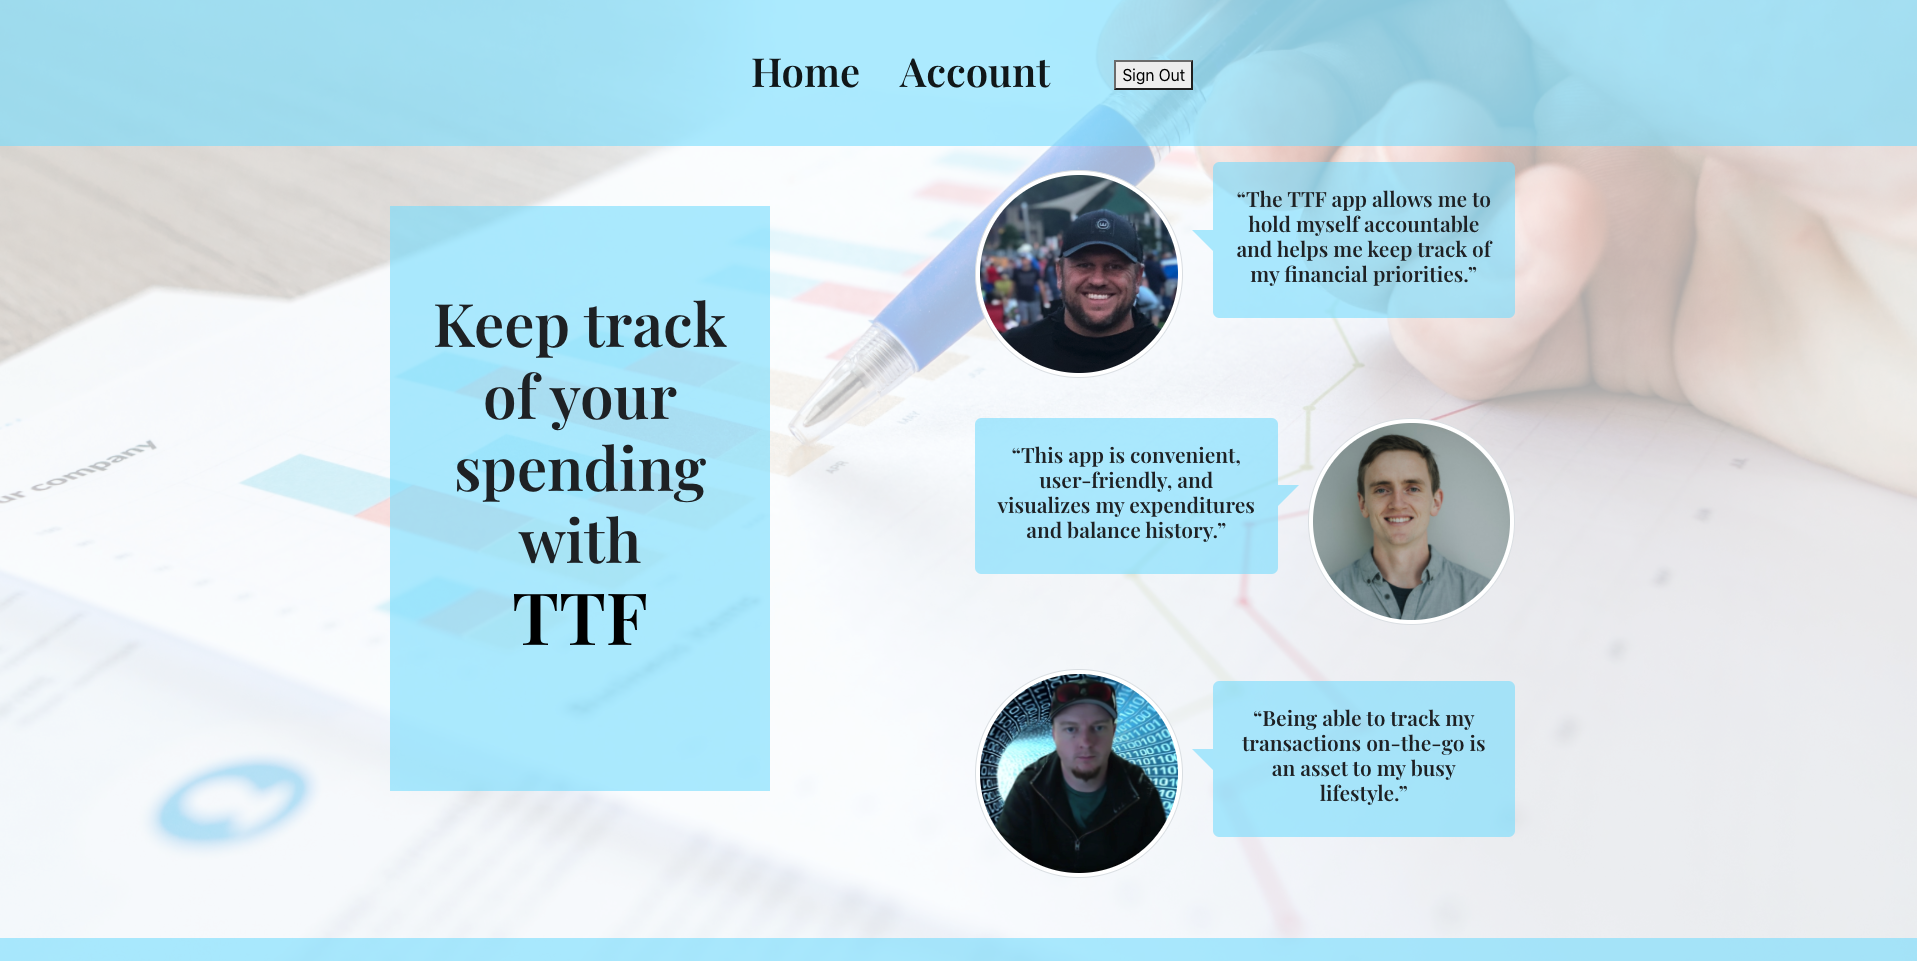 Home Account Sign Out
Keep track
of your
spending
with
TTF
“The TTF app allows me to
hold myself accountable
and helps me keep track of
my financial priorities.”
“This app is convenient,
user-friendly, and
visualizes my expenditures
and balance history.”
“Being able to track my
transactions on-the-go is
an asset to my busy
lifestyle.”
company